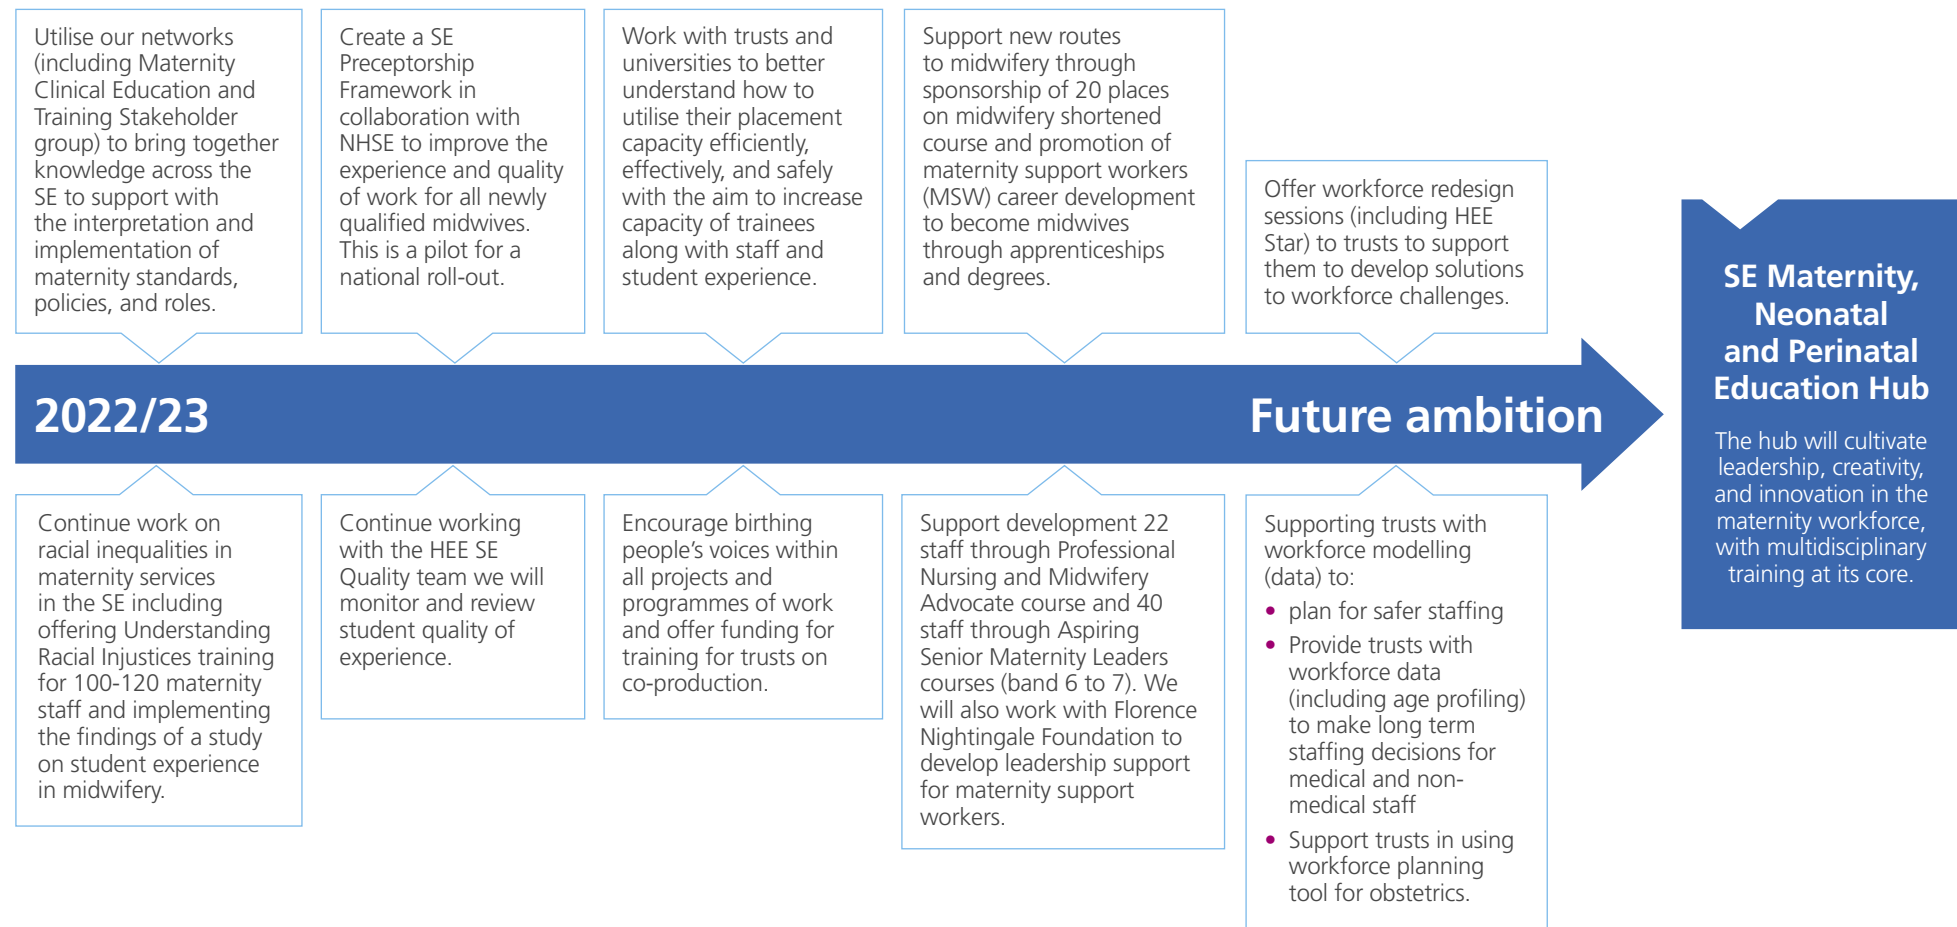 Utilise our networks
(including Maternity
Clinical Education and
Training Stakeholder
group) to bring together
knowledge across the
SE to support with
the interpretation and
implementation of
maternity standards,
policies, and roles.
Create a SE
Preceptorship
Framework in
collaboration with
NHSE to improve the
experience and quality
of work for all newly
qualified midwives.
This is a pilot for a
national roll-out.
Work with trusts and
universities to better
understand how to
utilise their placement
capacity efficiently,
effectively, and safely
with the aim to increase
capacity of trainees
along with staff and
student experience.
Support new routes
to midwifery through
sponsorship of 20 places
on midwifery shortened
course and promotion of
maternity support workers
(MSW) career development
to become midwives
through apprenticeships
and degrees.
Offer workforce redesign
sessions (including HEE
Star) to trusts to support
them to develop solutions
to workforce challenges.
2022/23
Future ambition
Continue work on
racial inequalities in
maternity services
in the SE including
offering Understanding
Racial Injustices training
for 100-120 maternity
staff and implementing
the findings of a study
on student experience
in midwifery.
Continue working
with the HEE SE
Quality team we will
monitor and review
student quality of
experience.
Encourage birthing
people's voices within
all projects and
programmes of work
and offer funding for
training for trusts on
co-production.
Support development 22
staff through Professional
Nursing and Midwifery
Advocate course and 40
staff through Aspiring
Senior Maternity Leaders
courses (band 6 to 7). We
will also work with Florence
Nightingale Foundation to
develop leadership support
for maternity support
workers.
Supporting trusts with
workforce modelling
(data) to:
• plan for safer staffing
• Provide trusts with
workforce data
(including age profiling)
to make long term
staffing decisions for
medical and non-
medical staff
• Support trusts in using
workforce planning
tool for obstetrics.
SE Maternity,
Neonatal
and Perinatal
Education Hub
The hub will cultivate
leadership, creativity,
and innovation in the
maternity workforce,
with multidisciplinary
training at its core.